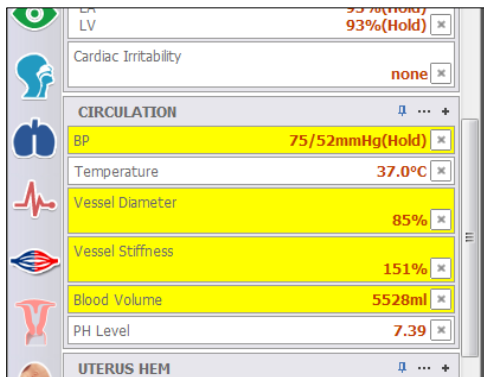 LV 93%(Hold)
Cardiac Irritability
none
CIRCULATION
BP 75/52mmHg(Hold)
Temperature 37.0°C
Vessel Diameter
85%
Vessel Stiffness
151%
Blood Volume 5528ml
PH Level 7.39
UTERUS HEM